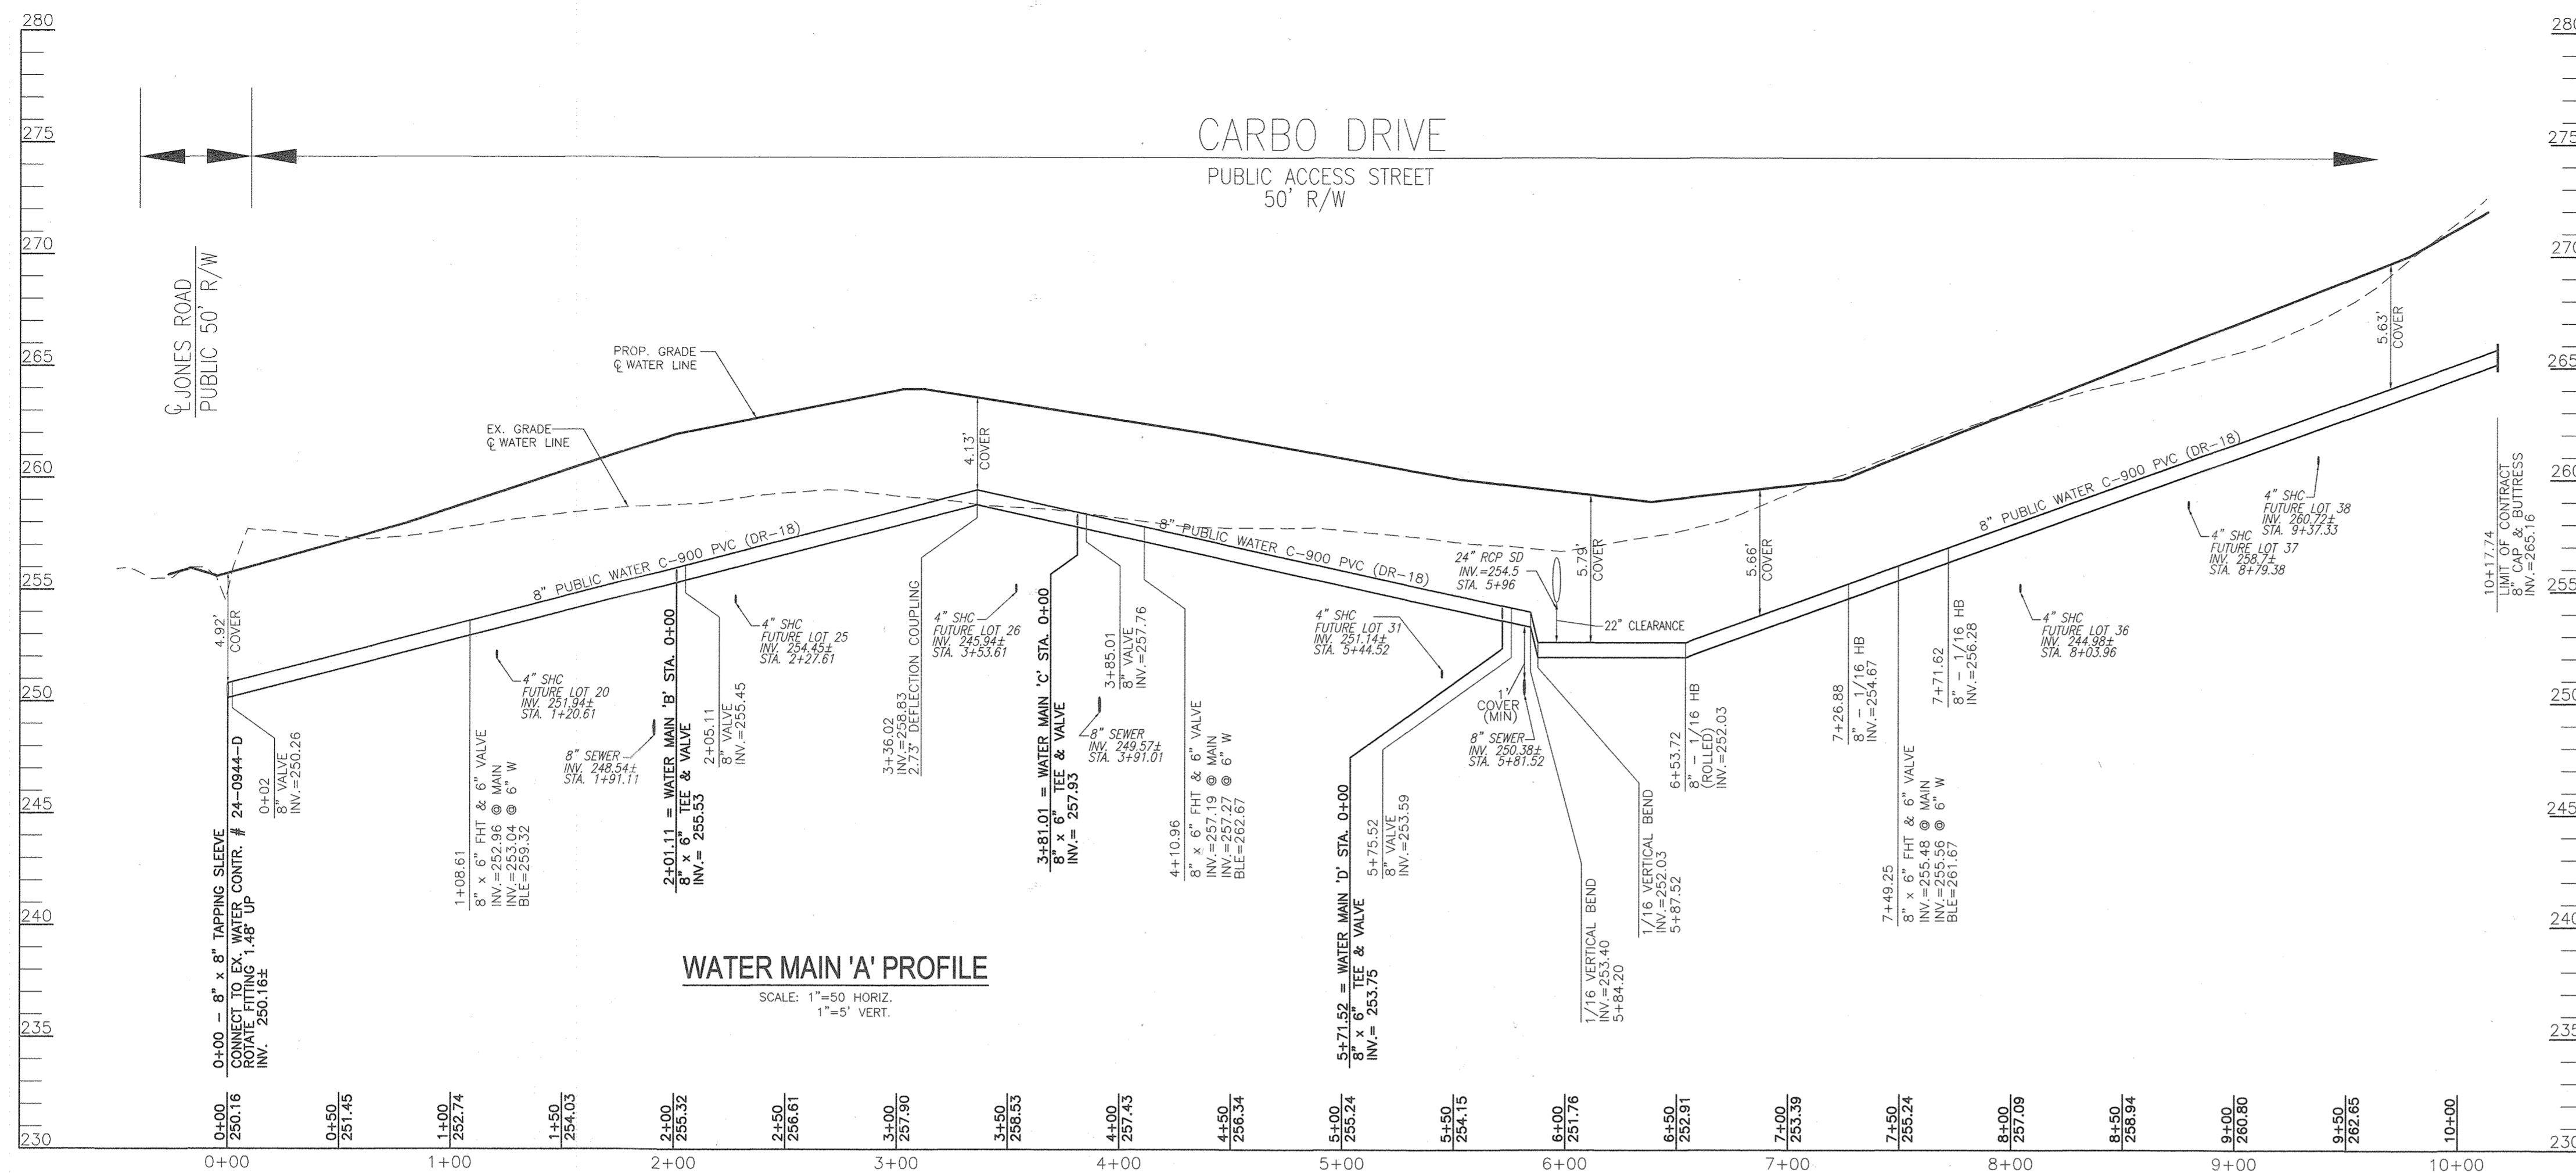 280
275
270
265
260
255
250
245
240
235
230
280
275
270
265
260
255
250
245
240
235
230
CARBO DRIVE
PUBLIC ACCESS STREET
50' R/W
℄ JONES ROAD
PUBLIC 50' R/W
PROP. GRADE
℄ WATER LINE
EX. GRADE
℄ WATER LINE
4.92'
COVER
4.13'
COVER
5.79'
COVER
5.66'
COVER
5.63'
COVER
8" PUBLIC WATER C-900 PVC (DR-18)
8" PUBLIC WATER C-900 PVC (DR-18)
8" PUBLIC WATER C-900 PVC (DR-18)
0+00 - 8" x 8" TAPPING SLEEVE
CONNECT TO EX. WATER CONTR. # 24-0944-D
ROTATE FITTING 1.48° UP
INV. 250.16±
0+02
8" VALVE
INV.=250.26
1+08.61
8" x 6" FHT & 6" VALVE
INV.=252.96 @ MAIN
INV.=253.04 @ 6" W
BLE=259.32
4" SHC
FUTURE LOT 20
INV. 251.94±
STA. 1+20.61
8" SEWER
INV. 248.54±
STA. 1+91.11
2+01.11 = WATER MAIN 'B' STA. 0+00
8" x 6" TEE & VALVE
INV.= 255.53
2+05.11
8" VALVE
INV.=255.45
4" SHC
FUTURE LOT 25
INV. 254.45±
STA. 2+27.61
3+36.02
INV.=258.83
2.73° DEFLECTION COUPLING
4" SHC
FUTURE LOT 26
INV. 245.94±
STA. 3+53.61
3+81.01 = WATER MAIN 'C' STA. 0+00
8" x 6" TEE & VALVE
INV.= 257.93
3+85.01
8" VALVE
INV.=257.76
8" SEWER
INV. 249.57±
STA. 3+91.01
4+10.96
8" x 6" FHT & 6" VALVE
INV.=257.19 @ MAIN
INV.=257.27 @ 6" W
BLE=262.67
4" SHC
FUTURE LOT 31
INV. 251.14±
STA. 5+44.52
24" RCP SD
INV.=254.5
STA. 5+96
22" CLEARANCE
1'
COVER
(MIN)
8" SEWER
INV. 250.38±
STA. 5+81.52
5+71.52 = WATER MAIN 'D' STA. 0+00
8" x 6" TEE & VALVE
INV.= 253.75
5+75.52
8" VALVE
INV.=253.59
1/16 VERTICAL BEND
INV.=253.40
5+84.20
1/16 VERTICAL BEND
INV.=252.03
5+87.52
6+53.72
8" - 1/16 HB
(ROLLED)
INV.=252.03
7+26.88
8" - 1/16 HB
INV.=254.67
7+49.25
8" x 6" FHT & 6" VALVE
INV.=255.48 @ MAIN
INV.=255.56 @ 6" W
BLE=261.67
7+71.62
8" - 1/16 HB
INV.=256.28
4" SHC
FUTURE LOT 36
INV. 244.98±
STA. 8+03.96
4" SHC
FUTURE LOT 37
INV. 258.7±
STA. 8+79.38
4" SHC
FUTURE LOT 38
INV. 260.72±
STA. 9+37.33
10+17.74
LIMIT OF CONTRACT
8" CAP & BUTTRESS
INV.=265.16
WATER MAIN 'A' PROFILE
SCALE: 1"=50 HORIZ.
1"=5' VERT.
0+00
250.16
0+50
251.45
1+00
252.74
1+50
254.03
2+00
255.32
2+50
256.61
3+00
257.90
3+50
258.53
4+00
257.43
4+50
256.34
5+00
255.24
5+50
254.15
6+00
251.76
6+50
252.91
7+00
253.39
7+50
255.24
8+00
257.09
8+50
258.94
9+00
260.80
9+50
262.65
10+00
0+00
1+00
2+00
3+00
4+00
5+00
6+00
7+00
8+00
9+00
10+00